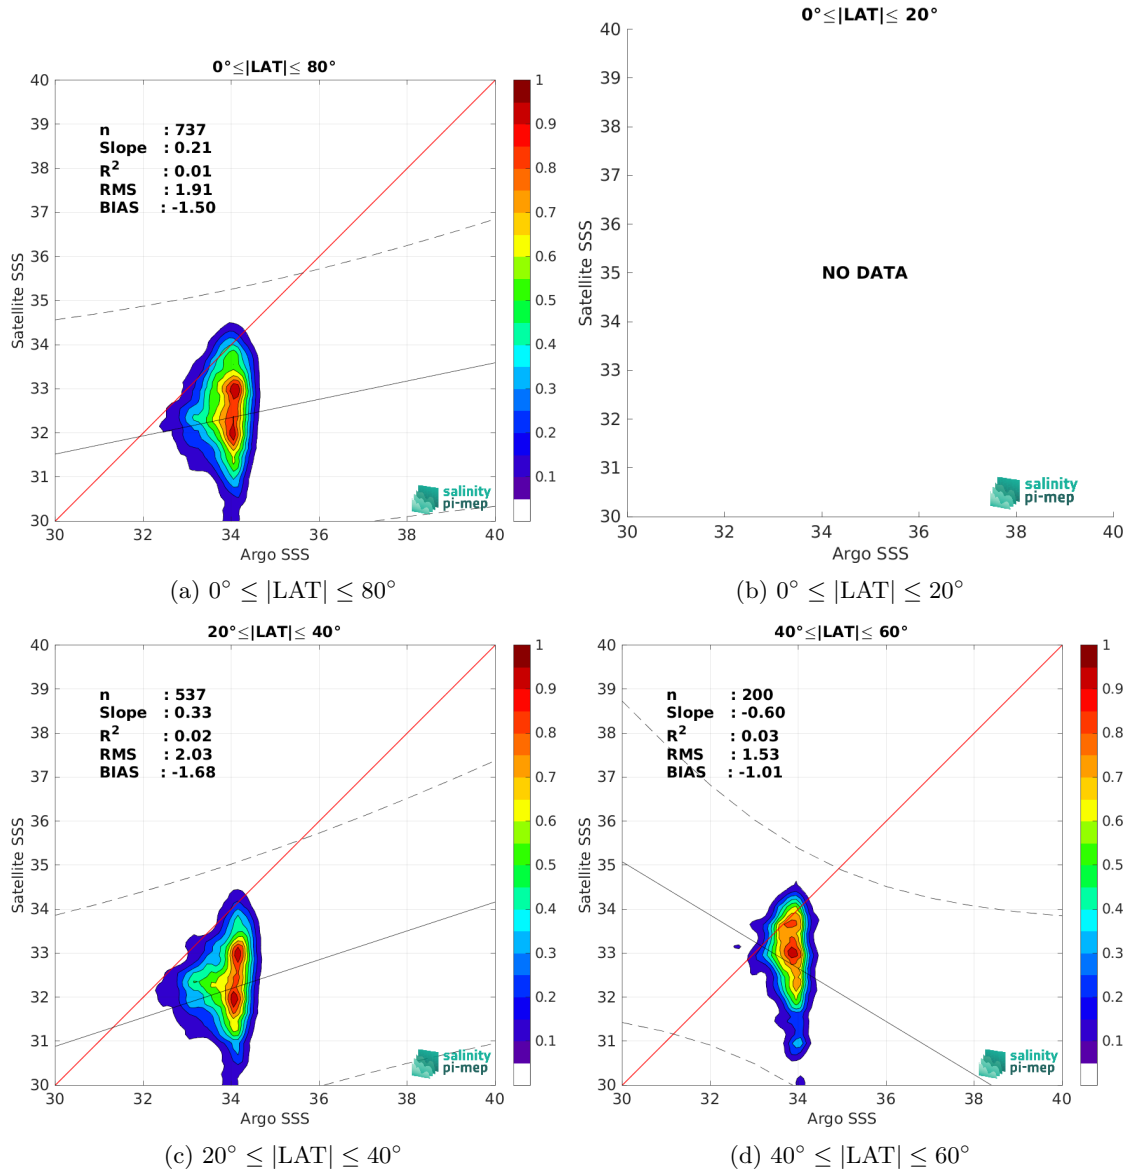 0°≤|LAT|≤ 80°
n : 737
Slope : 0.21
R² : 0.01
RMS : 1.91
BIAS : -1.50
Satellite SSS
40
39
38
37
36
35
34
33
32
31
30
30 32 34 36 38 40
Argo SSS
1
0.9
0.8
0.7
0.6
0.5
0.4
0.3
0.2
0.1
salinity
pi-mep
(a) 0° ≤ |LAT| ≤ 80°
0°≤|LAT|≤ 20°
Satellite SSS
40
39
38
37
36
35
34
33
32
31
30
NO DATA
salinity
pi-mep
30 32 34 36 38 40
Argo SSS
(b) 0° ≤ |LAT| ≤ 20°
20°≤|LAT|≤ 40°
n : 537
Slope : 0.33
R² : 0.02
RMS : 2.03
BIAS : -1.68
Satellite SSS
40
39
38
37
36
35
34
33
32
31
30
30 32 34 36 38 40
Argo SSS
1
0.9
0.8
0.7
0.6
0.5
0.4
0.3
0.2
0.1
salinity
pi-mep
(c) 20° ≤ |LAT| ≤ 40°
40°≤|LAT|≤ 60°
n : 200
Slope : -0.60
R² : 0.03
RMS : 1.53
BIAS : -1.01
Satellite SSS
40
39
38
37
36
35
34
33
32
31
30
30 32 34 36 38 40
Argo SSS
1
0.9
0.8
0.7
0.6
0.5
0.4
0.3
0.2
0.1
salinity
pi-mep
(d) 40° ≤ |LAT| ≤ 60°